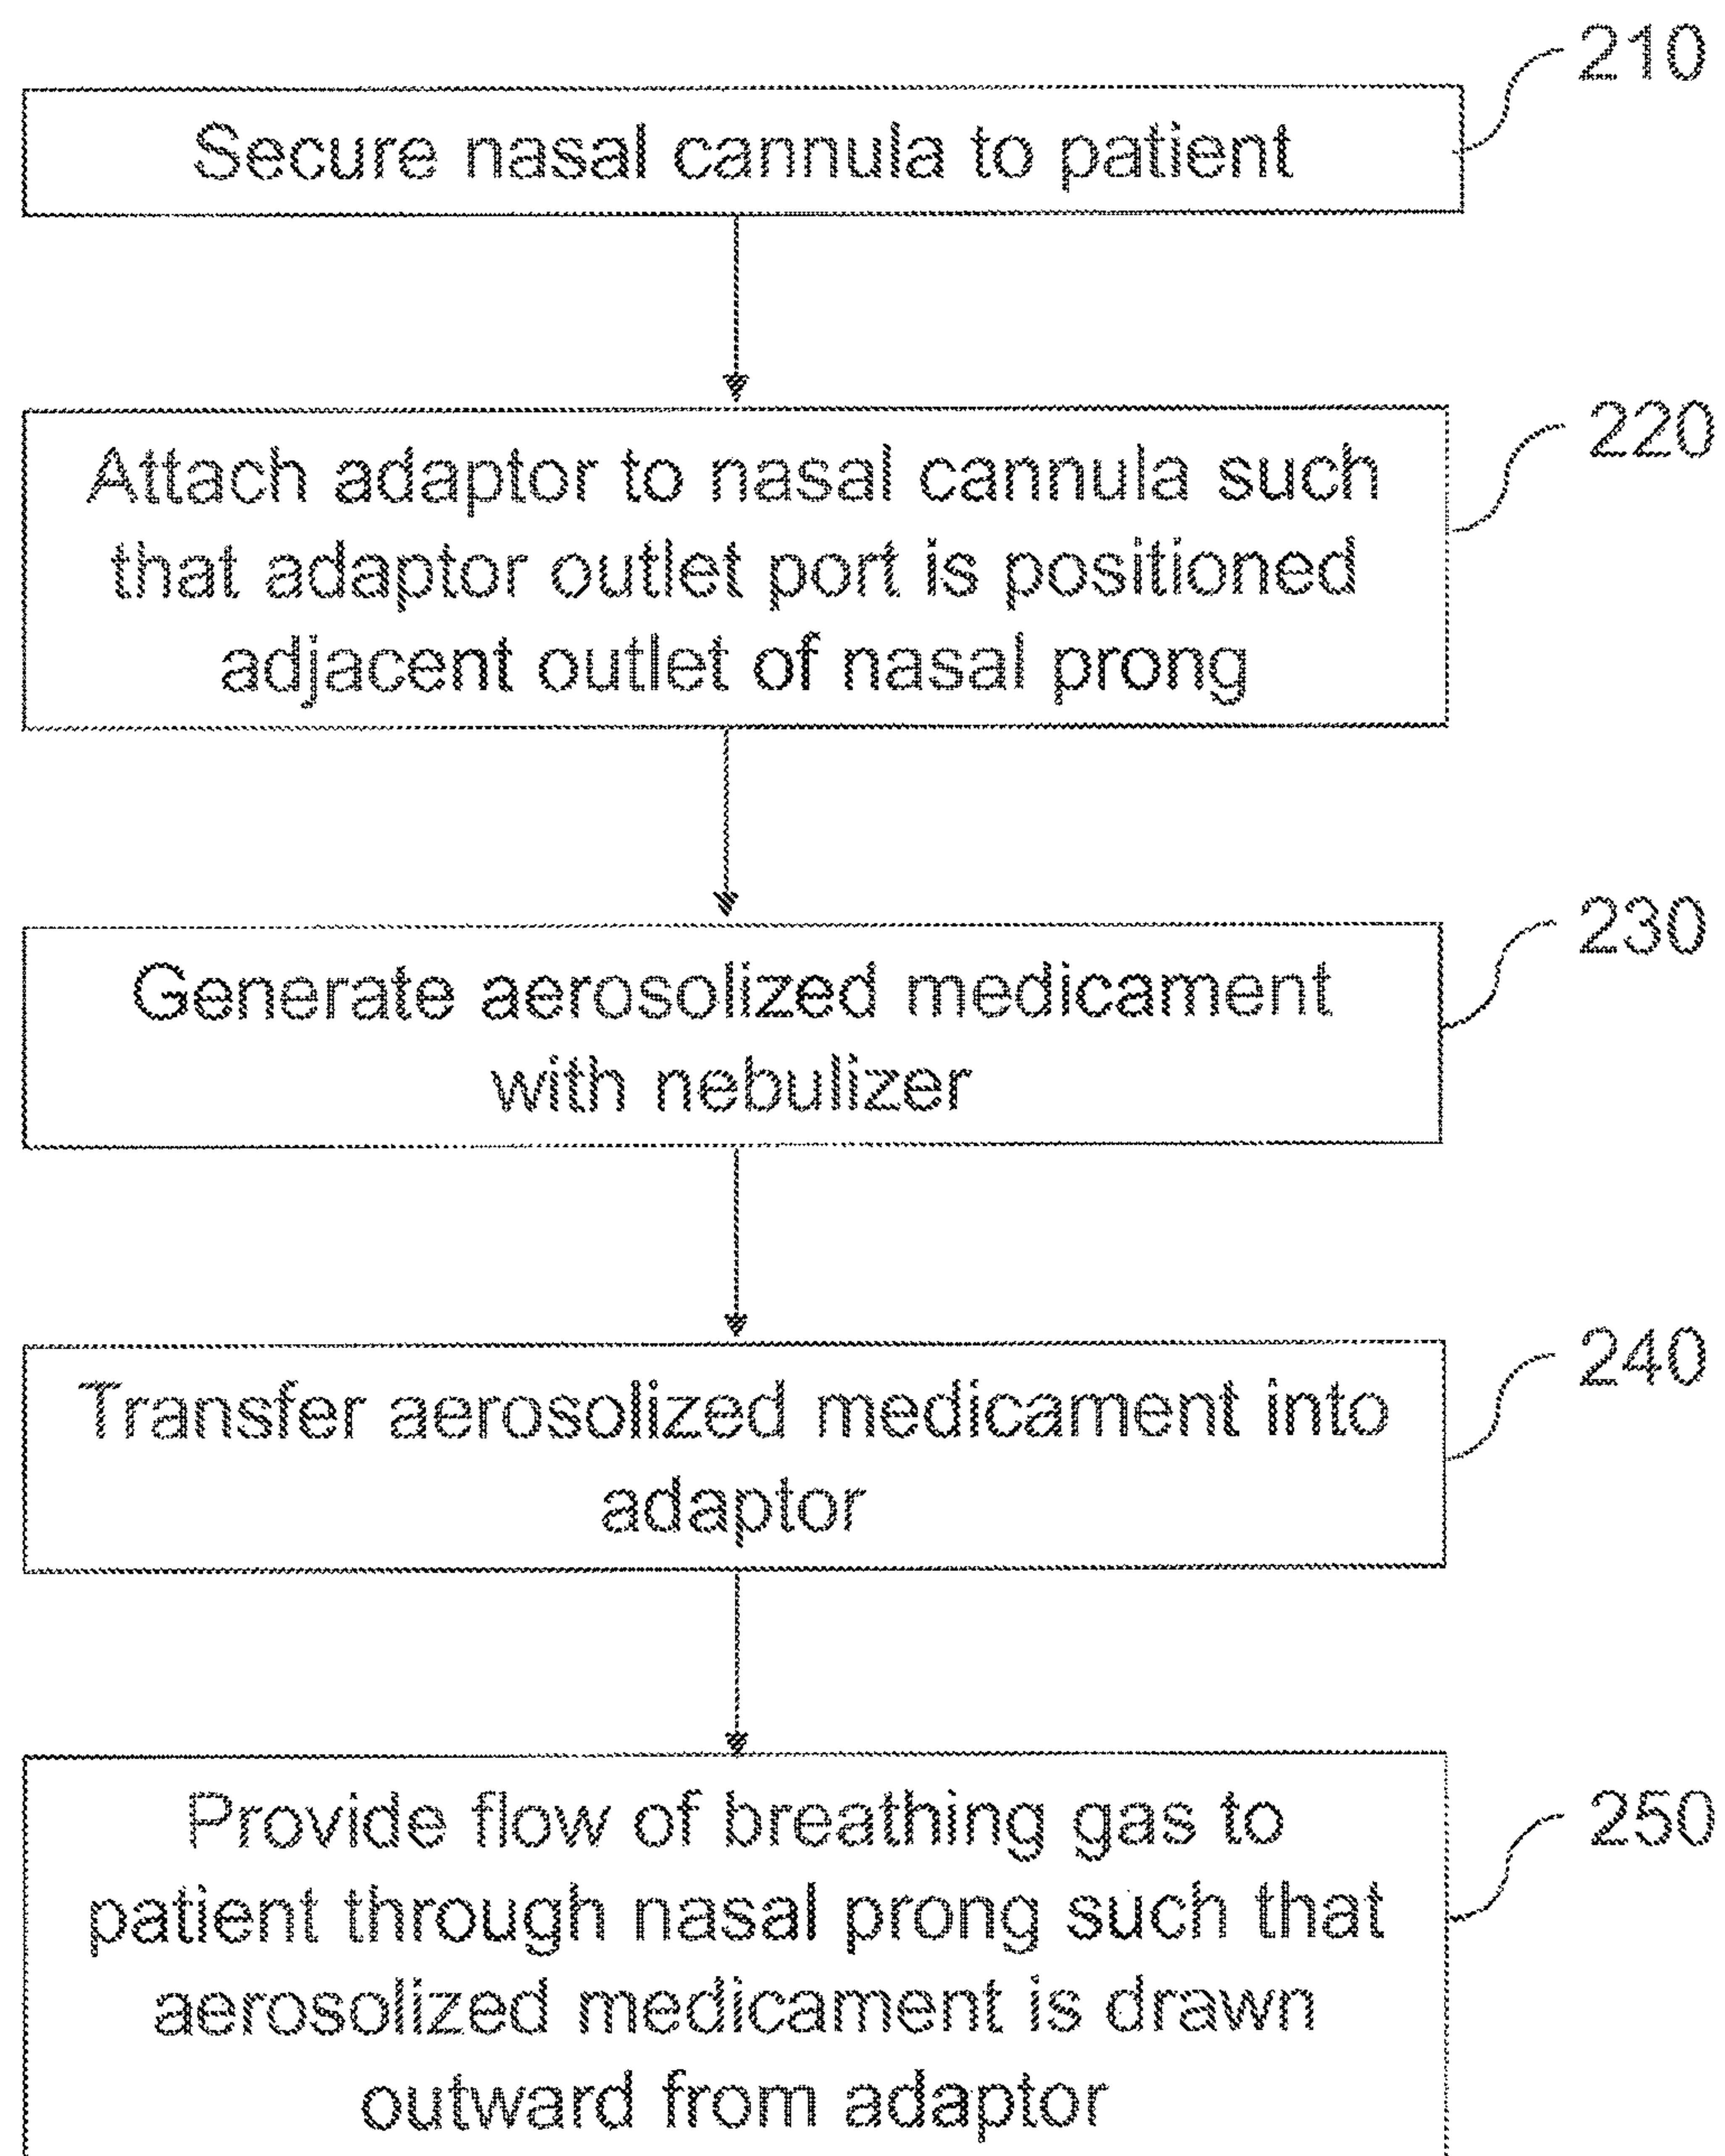 210
Secure nasal cannula to patient
220
Attach adaptor to nasal cannula such
that adaptor outlet port is positioned
adjacent outlet of nasal prong
230
Generate aerosolized medicament
with nebulizer
240
Transfer aerosolized medicament into
adaptor
250
Provide flow of breathing gas to
patient through nasal prong such that
aerosolized medicament is drawn
outward from adaptor